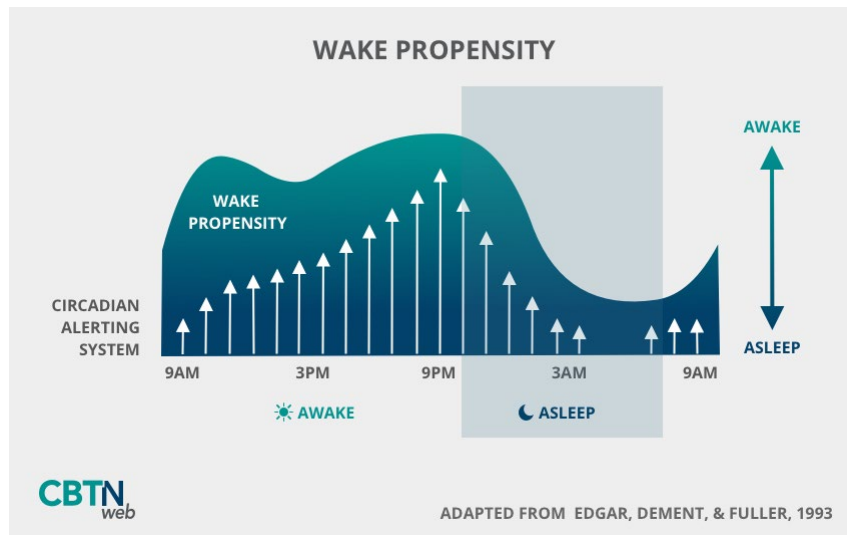 WAKE PROPENSITY
AWAKE
WAKE
PROPENSITY
CIRCADIAN
ALERTING
SYSTEM
ASLEEP
9AM 3PM 9PM 3AM 9AM
AWAKE ASLEEP
CBTN
web
ADAPTED FROM EDGAR, DEMENT, & FULLER, 1993